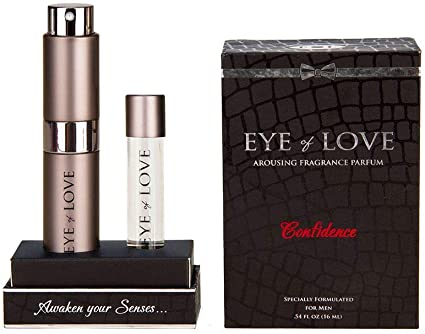 EYE of LOVE
EYE of LOVE
Awaken your Senses...
EYE of LOVE
AROUSING FRAGRANCE PARFUM
Confidence
SPECIALLY FORMULATED
FOR MEN
.54 FL OZ (16 ML)